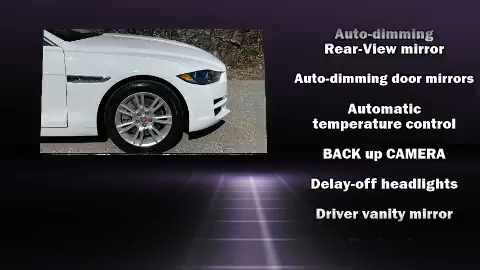 Auto-dimming
Rear-View mirror
Auto-dimming door mirrors
Automatic
temperature control
BACK up CAMERA
Delay-off headlights
Driver vanity mirror